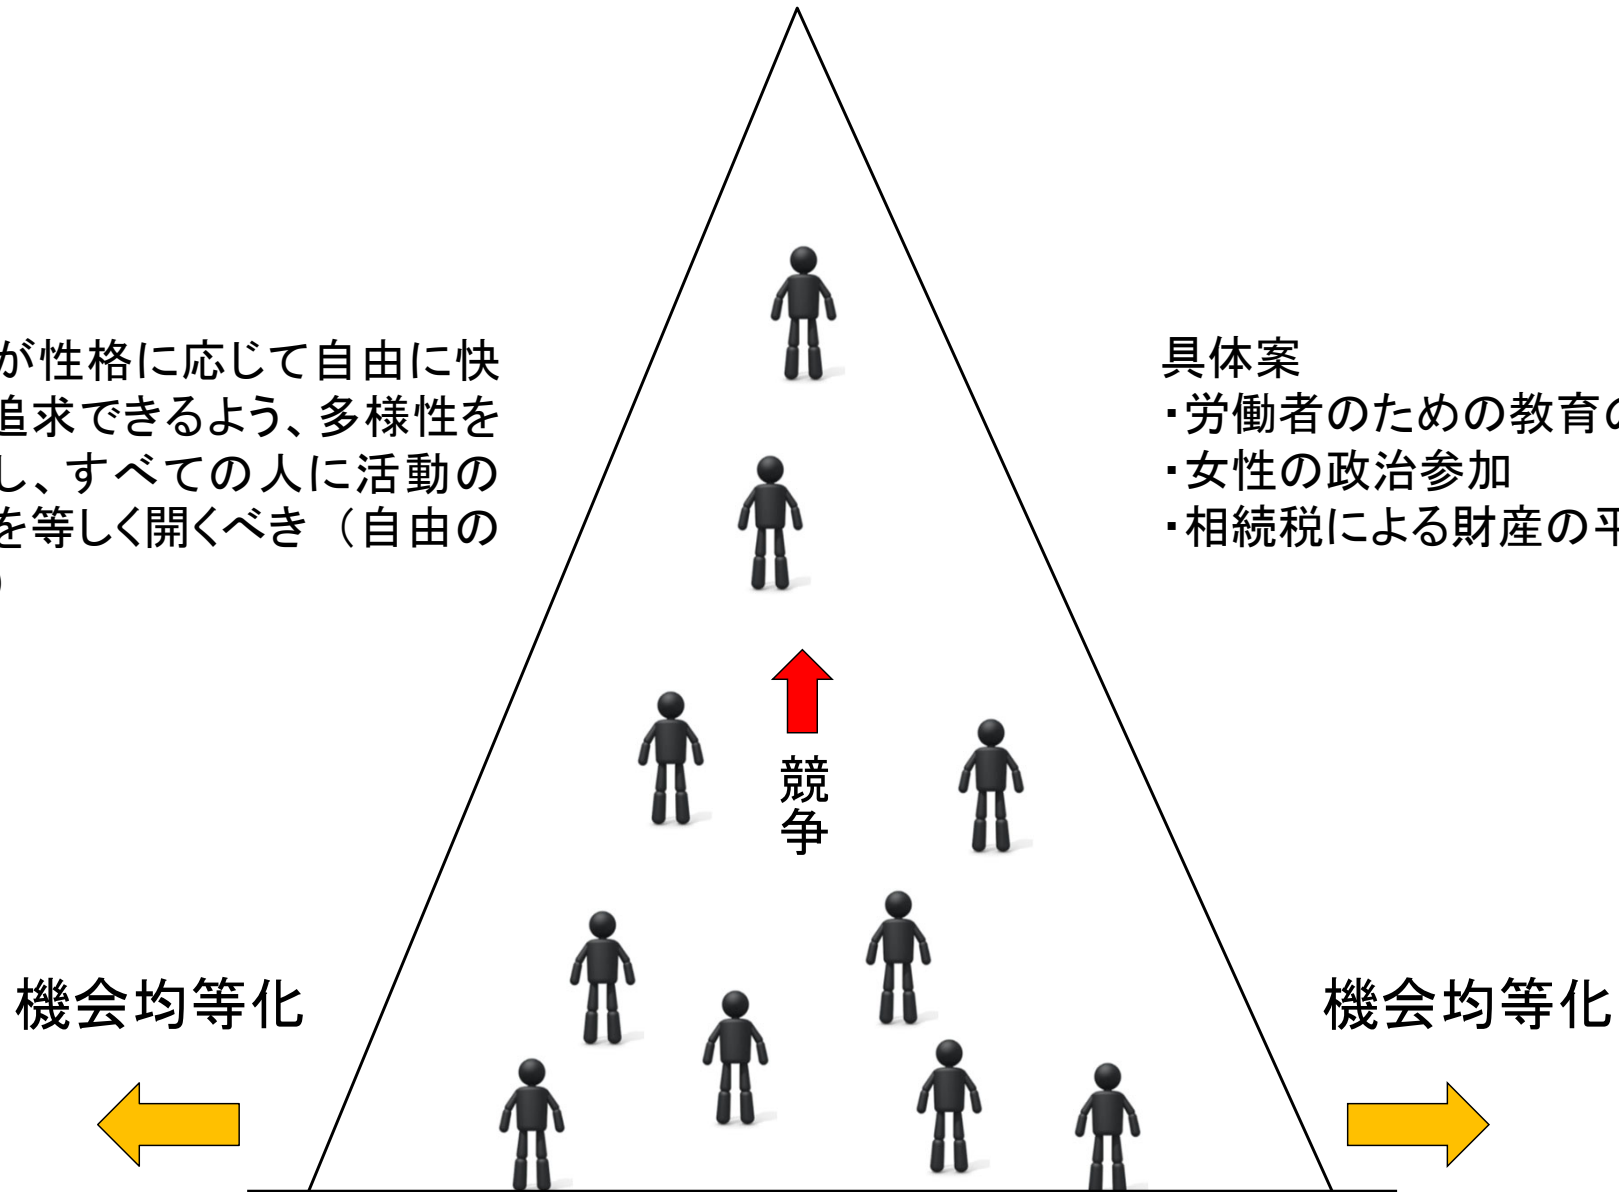 が性格に応じて自由に快
追求できるよう、多様性を
し、すべての人に活動の
を等しく開くべき（自由の
）
具体案
・労働者のための教育の
・女性の政治参加
・相続税による財産の平
競
争
機会均等化
機会均等化